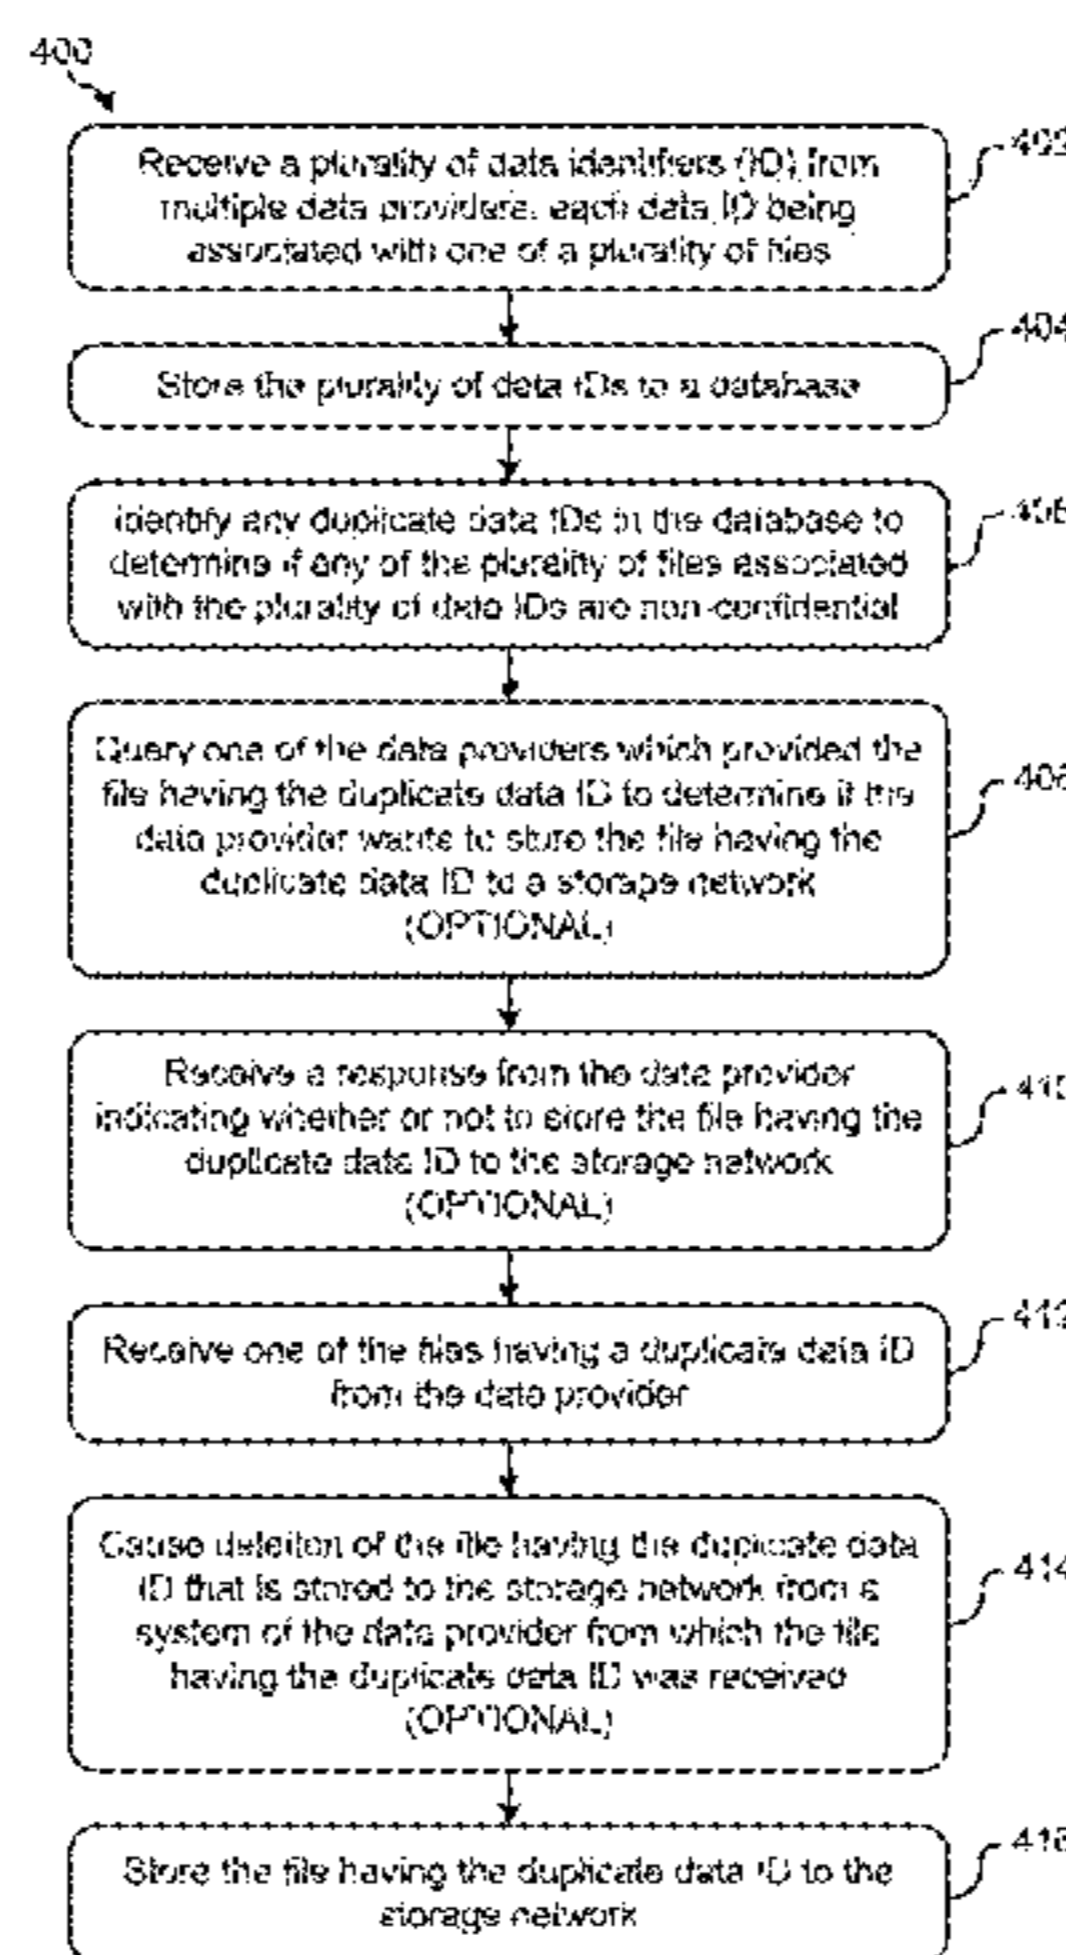 400
Receive a plurality of data identifiers (ID) from
multiple data providers, each data ID being
associated with one of a plurality of files
402
Store the plurality of data IDs to a database
404
Identify any duplicate data IDs in the database to
determine if any of the plurality of files associated
with the plurality of data IDs are non-confidential
406
Query one of the data providers which provided the
file having the duplicate data ID to determine if the
data provider wants to store the file having the
duplicate data ID to a storage network
(OPTIONAL)
408
Receive a response from the data provider
indicating whether or not to store the file having the
duplicate data ID to the storage network
(OPTIONAL)
410
Receive one of the files having a duplicate data ID
from the data provider
412
Cause deletion of the file having the duplicate data
ID that is stored to the storage network from a
system of the data provider from which the file
having the duplicate data ID was received
(OPTIONAL)
414
Store the file having the duplicate data ID to the
storage network
416